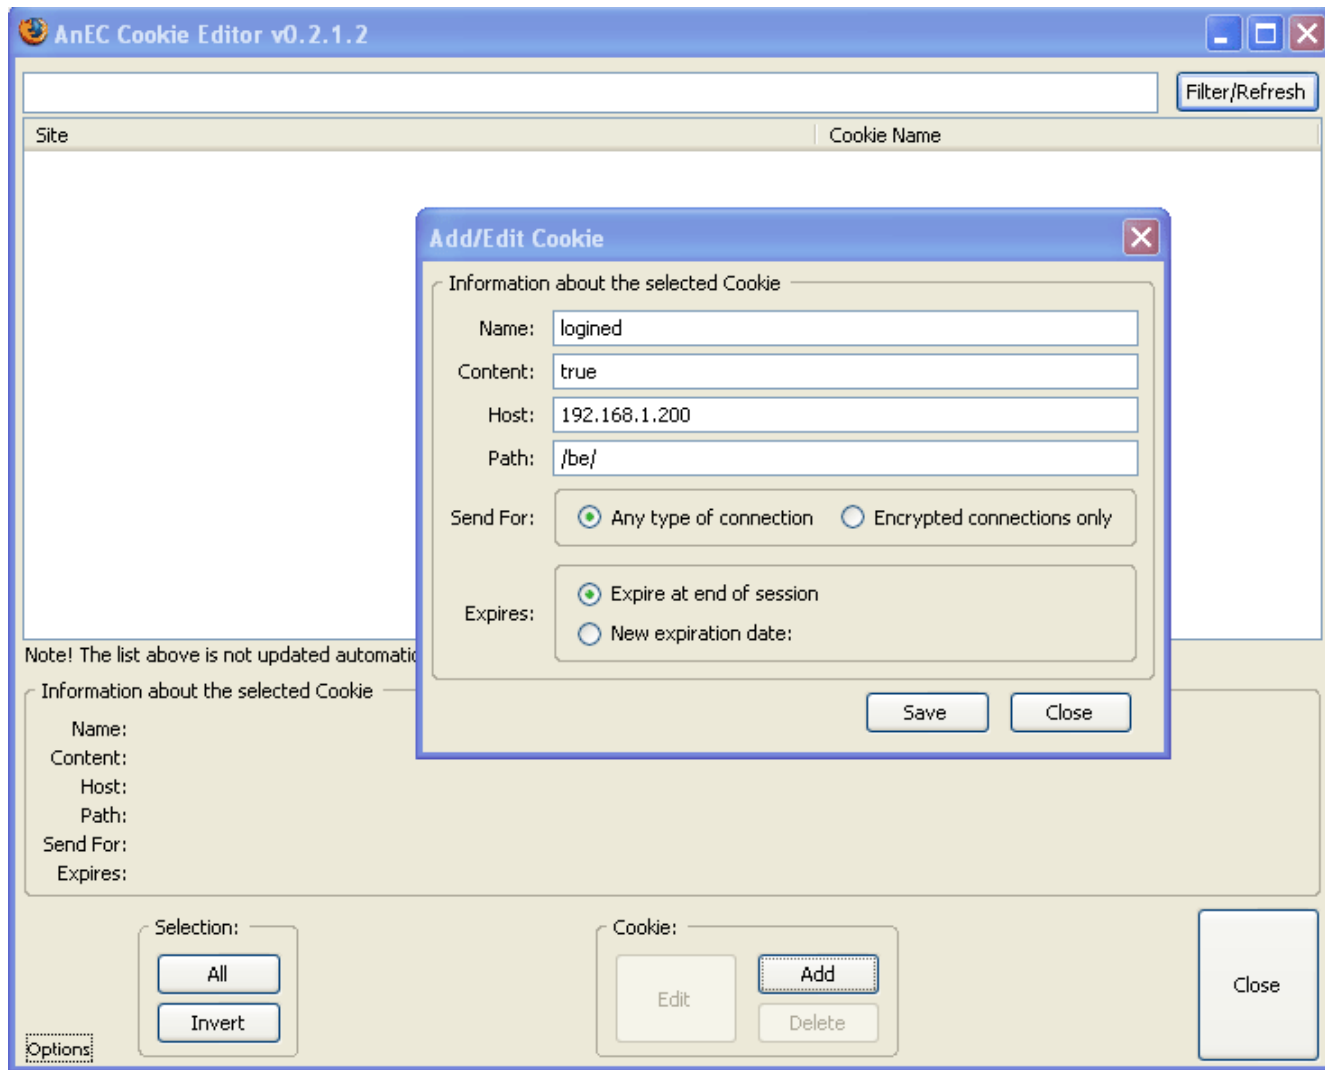 AnEC Cookie Editor v0.2.1.2
Filter/Refresh
Site Cookie Name
Add/Edit Cookie
Information about the selected Cookie
Name: logined
Content: true
Host: 192.168.1.200
Path: /be/
Send For: Any type of connection Encrypted connections only
Expires: Expire at end of session
New expiration date:
Save Close
Note! The list above is not updated
Information about the selected Cookie
Name:
Content:
Host:
Path:
Send For:
Expires:
Selection:
All
Invert
Cookie:
Edit
Add
Delete
Close
Options